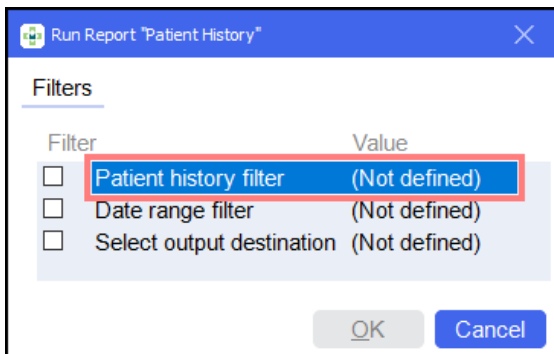 Run Report "Patient History"
Filters
Filter Value
Patient history filter (Not defined)
Date range filter (Not defined)
Select output destination (Not defined)
OK Cancel